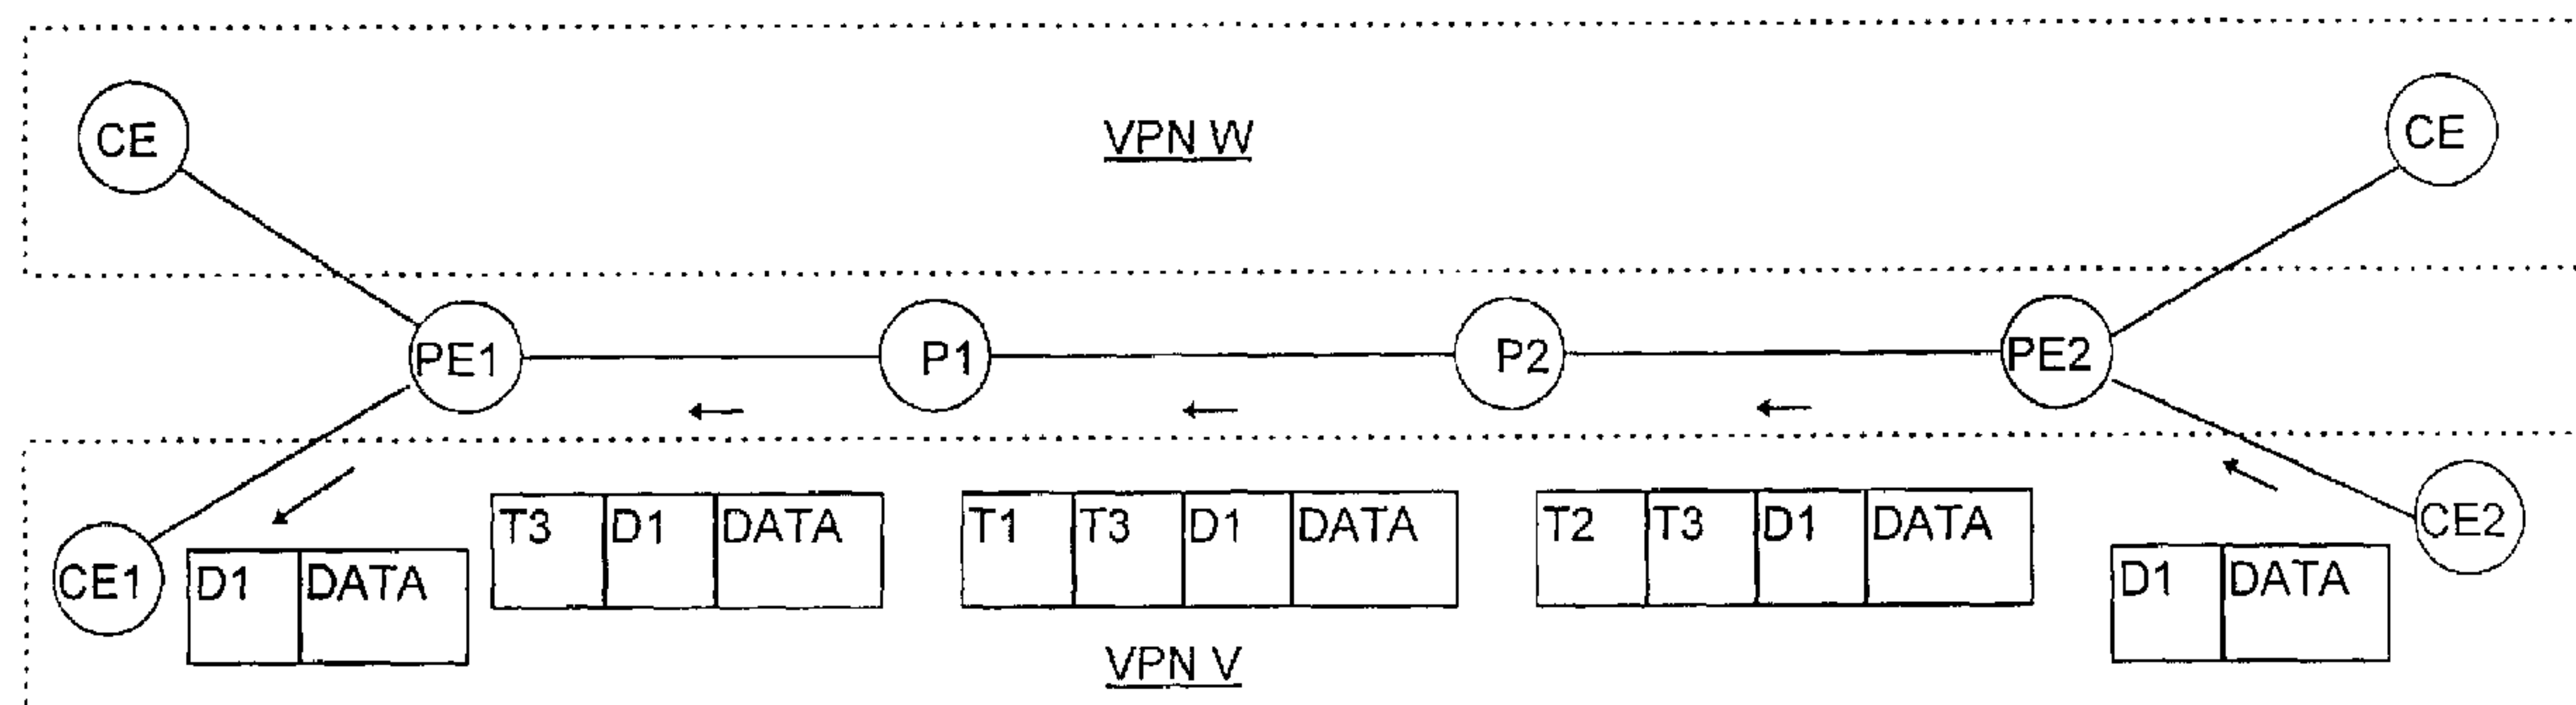 CE
VPN W
CE
PE1
P1
P2
PE2
CE1
D1 DATA
T3 D1 DATA
T1 T3 D1 DATA
T2 T3 D1 DATA
D1 DATA
CE2
VPN V